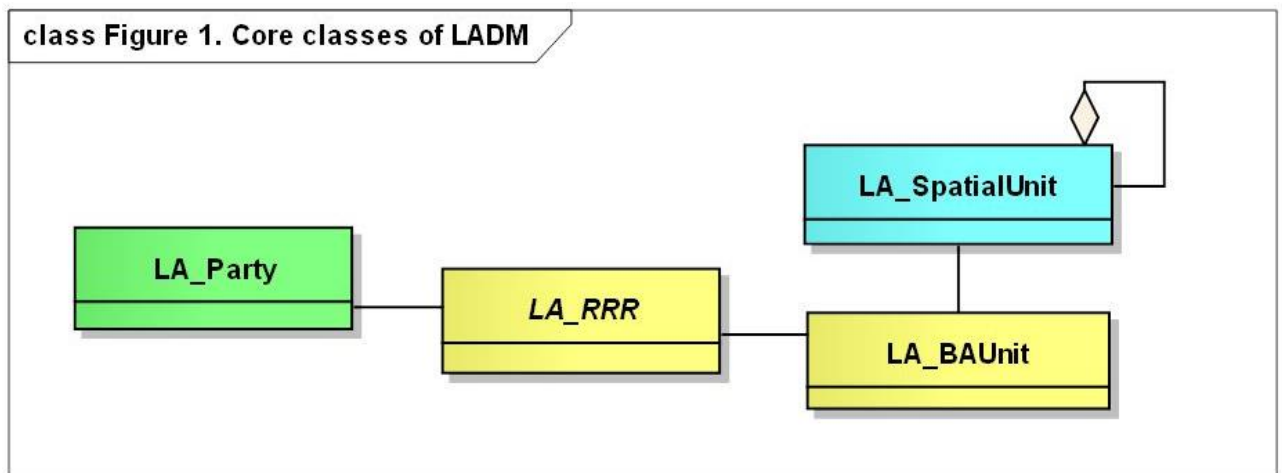 class Figure 1. Core classes of LADM
LA_SpatialUnit
LA_Party
LA_RRR
LA_BAUnit